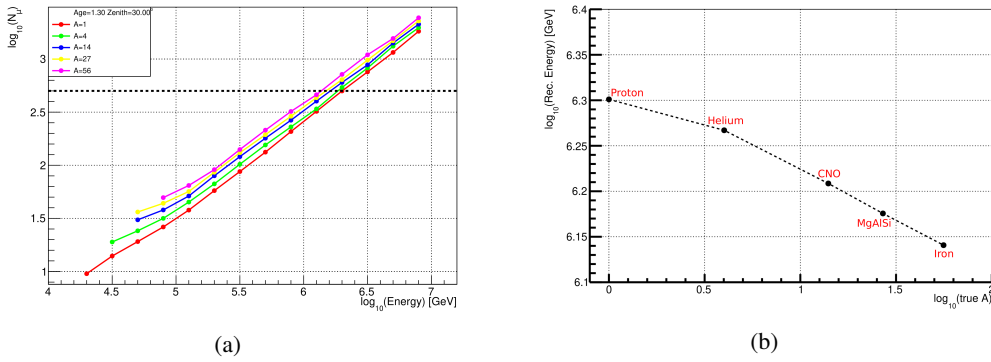 Age=1.30 Zenith=30.00°
A=1
A=4
A=14
A=27
A=56
log₁₀(Nμ)
3
2.5
2
1.5
1
4
4.5
5
5.5
6
6.5
7
log₁₀(Energy) [GeV]
(a)
log₁₀(Rec. Energy) [GeV]
6.4
6.35
6.3
6.25
6.2
6.15
6.1
Proton
Helium
CNO
MgAlSi
Iron
0
0.5
1.0
1.5
2
log₁₀(true A)
(b)